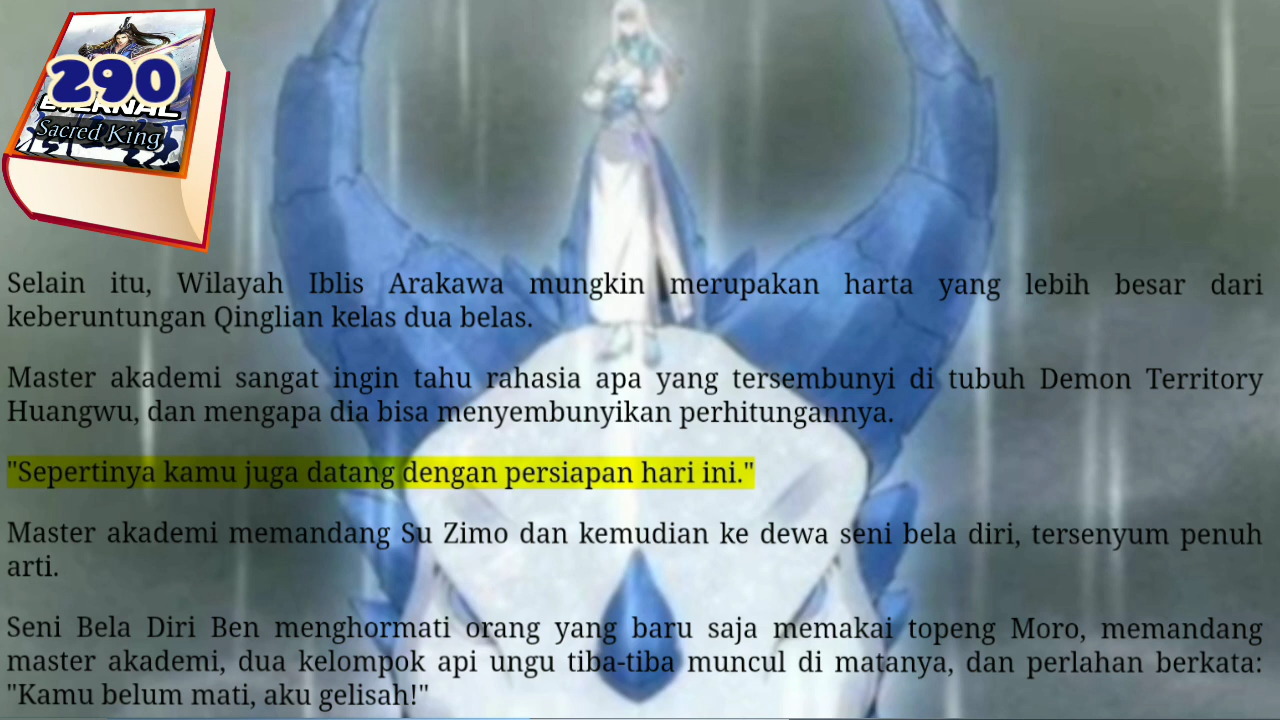 290
ETERNAL
Sacred King
Selain itu, Wilayah Iblis Arakawa mungkin merupakan harta yang lebih besar dari
keberuntungan Qinglian kelas dua belas.
Master akademi sangat ingin tahu rahasia apa yang tersembunyi di tubuh Demon Territory
Huangwu, dan mengapa dia bisa menyembunyikan perhitungannya.
"Sepertinya kamu juga datang dengan persiapan hari ini."
Master akademi memandang Su Zimo dan kemudian ke dewa seni bela diri, tersenyum penuh
arti.
Seni Bela Diri Ben menghormati orang yang baru saja memakai topeng Moro, memandang
master akademi, dua kelompok api ungu tiba-tiba muncul di matanya, dan perlahan berkata:
"Kamu belum mati, aku gelisah!"